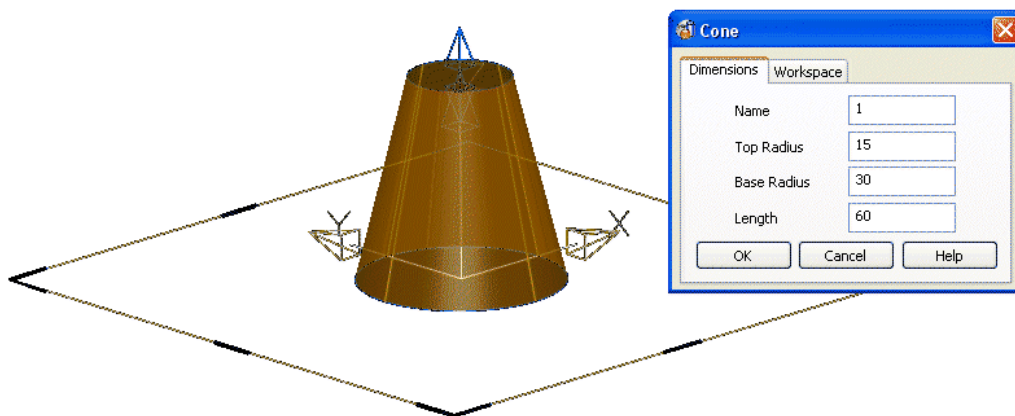 Cone
Dimensions Workspace
Name 1
Top Radius 15
Base Radius 30
Length 60
OK Cancel Help
Y X